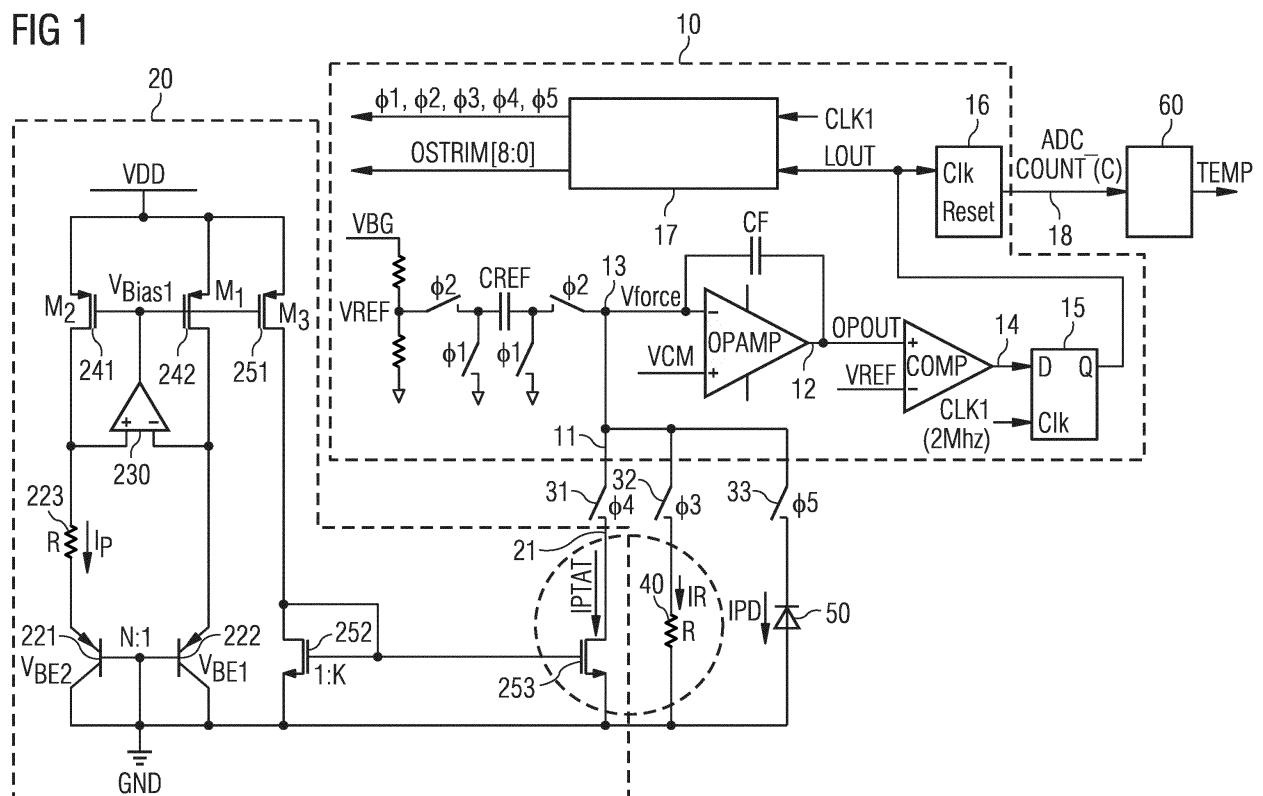 FIG 1
10
20
ϕ1, ϕ2, ϕ3, ϕ4, ϕ5
CLK1
16
60
OSTRIM[8:0]
LOUT
Clk
Reset
ADC_
COUNT (C)
TEMP
17
18
VDD
VBG
CF
13
VBias1
M2
M1
M3
241
242
251
VREF
ϕ2
CREF
ϕ2
Vforce
ϕ1
ϕ1
−
+
OPAMP
VCM
12
OPOUT
+
−
COMP
VREF
14
15
D
Q
Clk
CLK1
(2Mhz)
+
−
230
11
31
ϕ4
32
ϕ3
33
ϕ5
223
R
IP
21
IPTAT
40
IR
R
IPD
50
221
N:1
222
VBE2
VBE1
252
1:K
253
GND